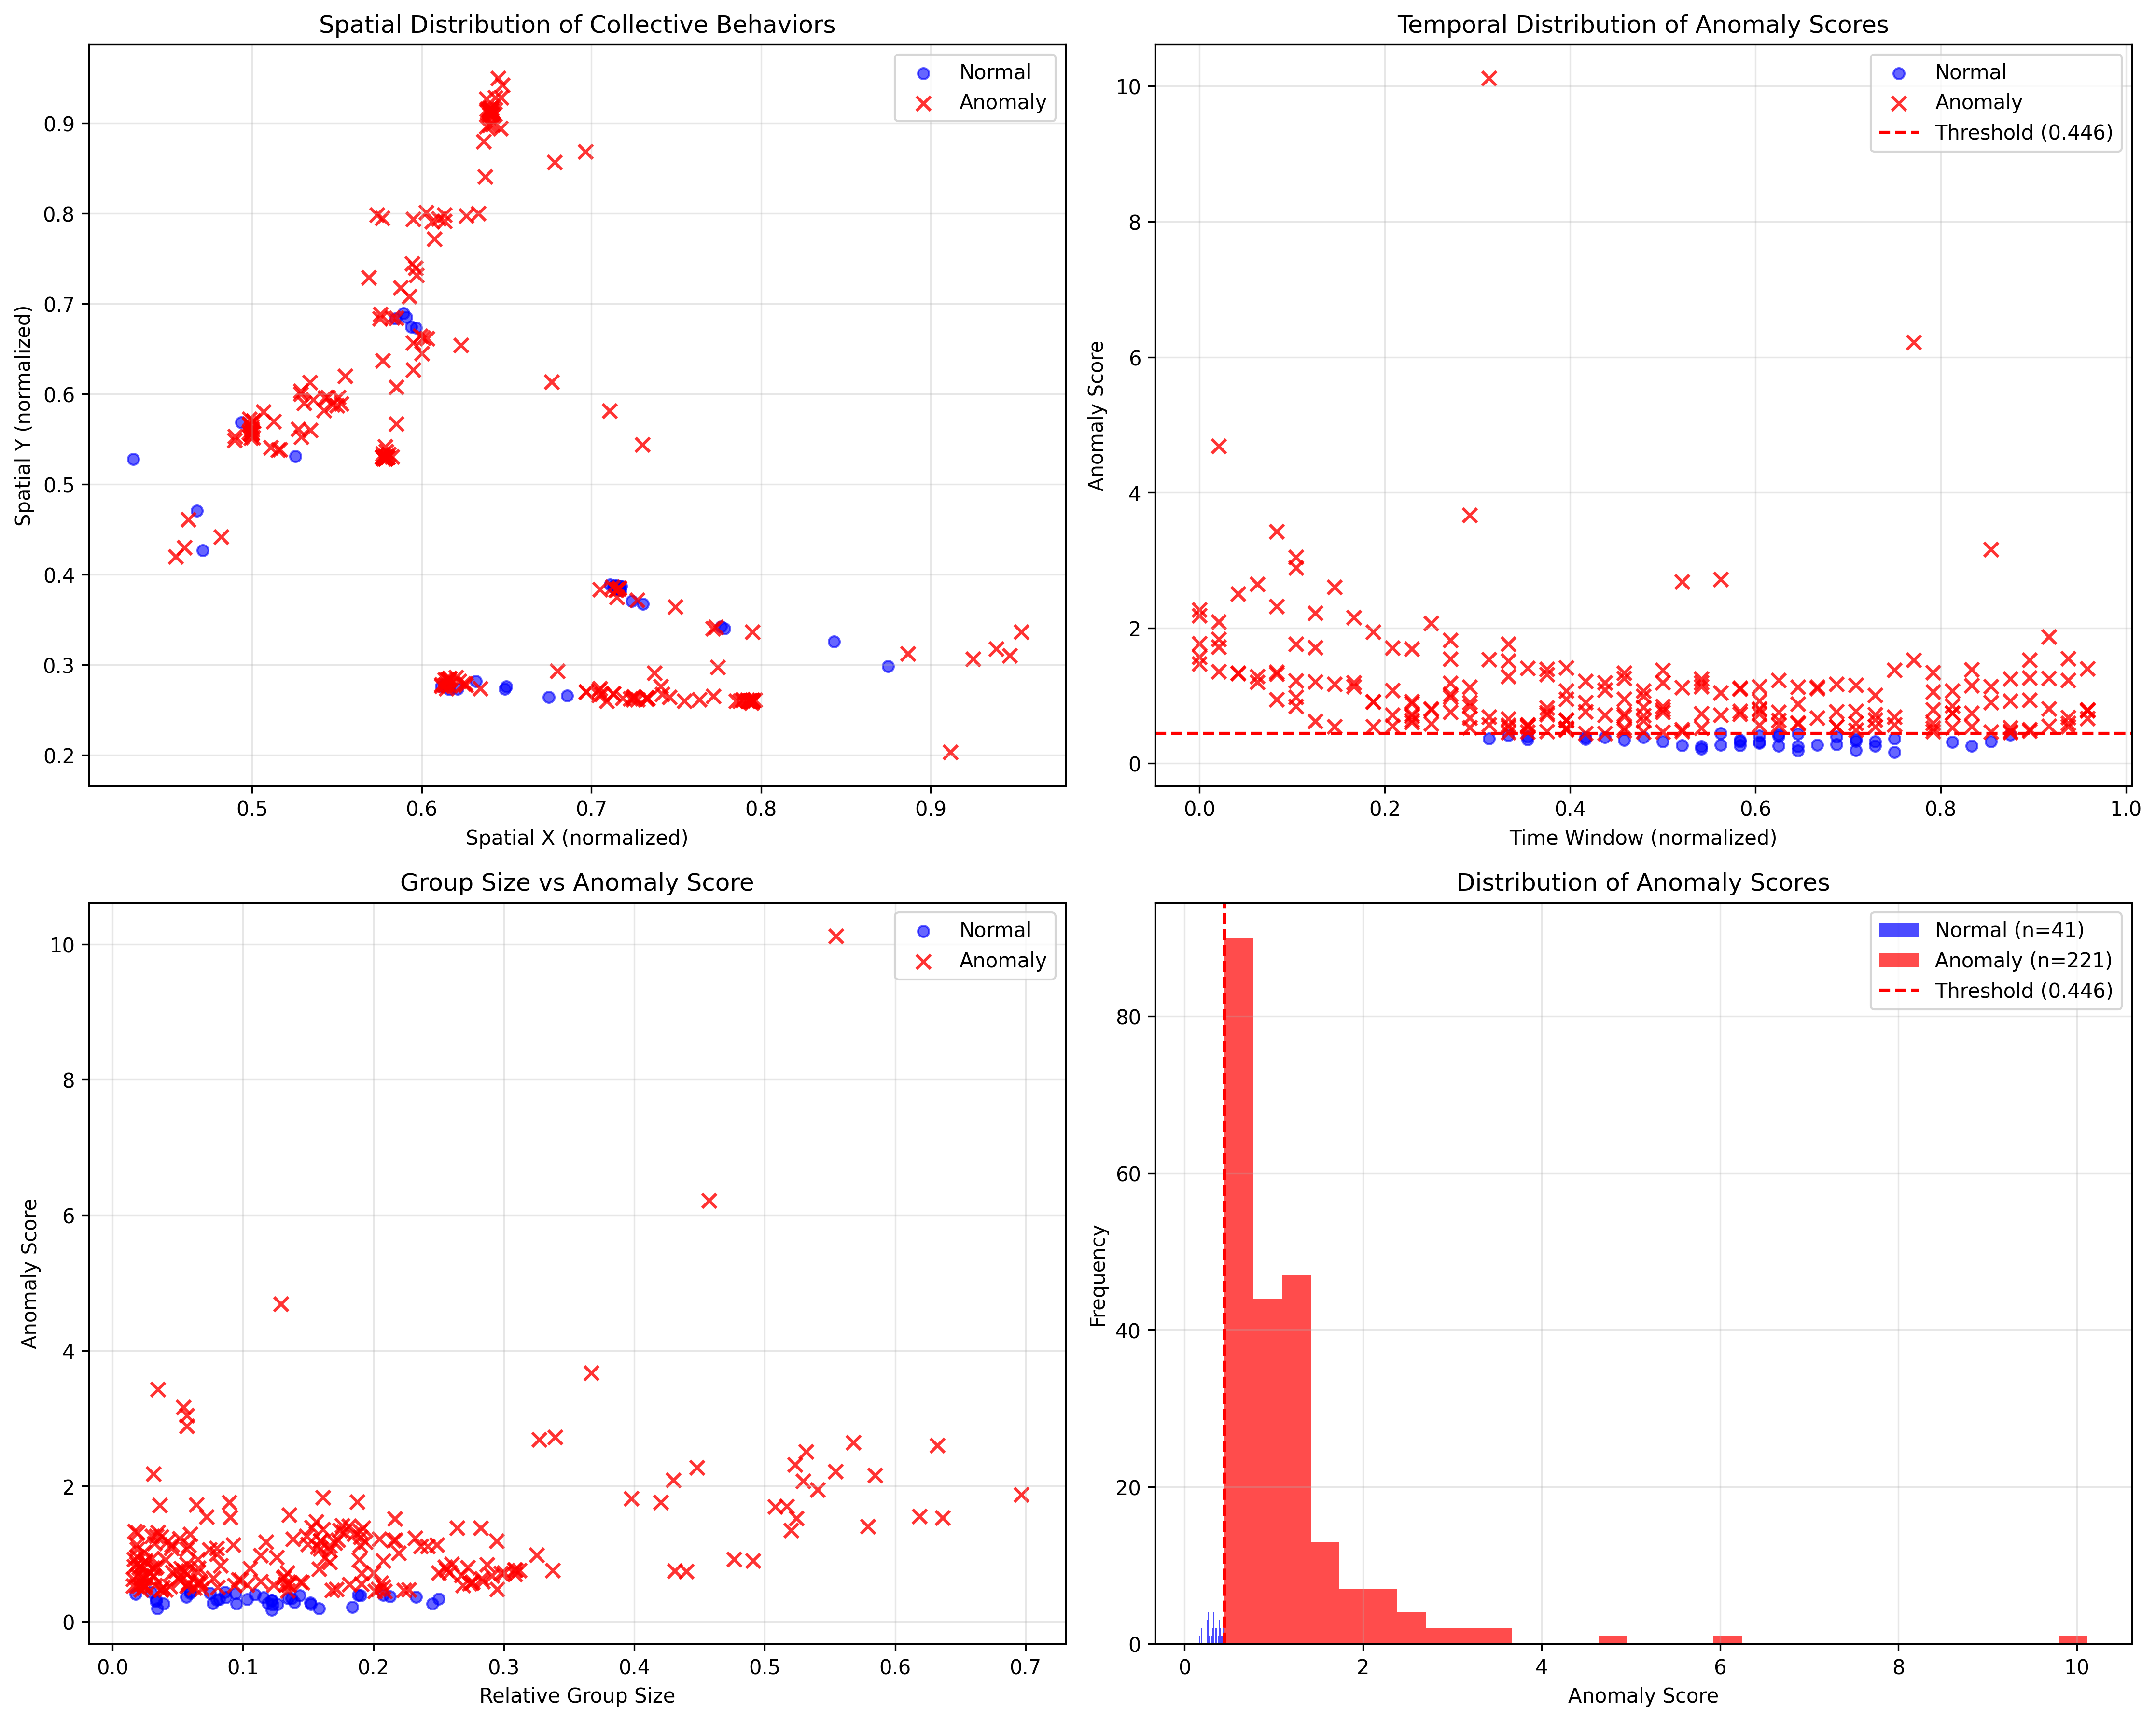 Spatial Distribution of Collective Behaviors
Normal
Anomaly
0.9
0.8
0.7
0.6
0.5
0.4
0.3
0.2
Spatial Y (normalized)
0.5
0.6
0.7
0.8
0.9
Spatial X (normalized)
Temporal Distribution of Anomaly Scores
Normal
Anomaly
Threshold (0.446)
10
8
6
4
2
0
Anomaly Score
0.0
0.2
0.4
0.6
0.8
1.0
Time Window (normalized)
Group Size vs Anomaly Score
Normal
Anomaly
10
8
6
4
2
0
Anomaly Score
0.0
0.1
0.2
0.3
0.4
0.5
0.6
0.7
Relative Group Size
Distribution of Anomaly Scores
Normal (n=41)
Anomaly (n=221)
Threshold (0.446)
80
60
40
20
0
Frequency
0
2
4
6
8
10
Anomaly Score